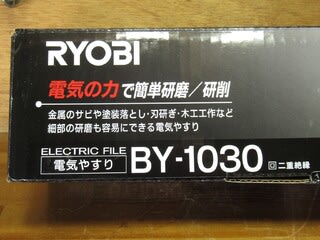 RYOBI
電気の力で簡単研磨/研削
金属のサビや塗装落とし・刃研ぎ・木工工作など
細部の研磨も容易にできる電気やすり
ELECTRIC FILE
電気やすり BY-1030 回二重絶縁